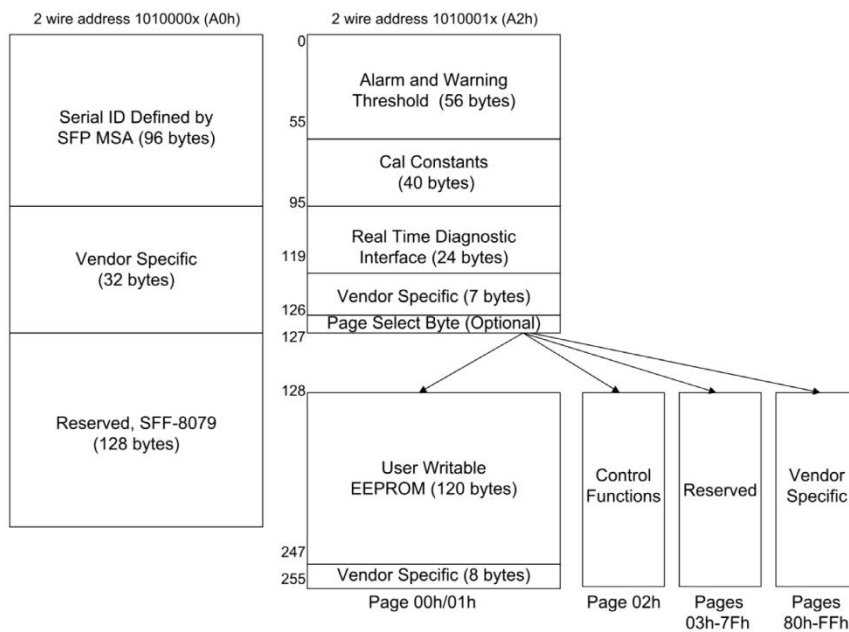 2 wire address 1010000x (A0h)
Serial ID Defined by
SFP MSA (96 bytes)
Vendor Specific
(32 bytes)
Reserved, SFF-8079
(128 bytes)
2 wire address 1010001x (A2h)
0
Alarm and Warning
Threshold (56 bytes)
55
Cal Constants
(40 bytes)
95
Real Time Diagnostic
Interface (24 bytes)
119
Vendor Specific (7 bytes)
126
Page Select Byte (Optional)
127
128
User Writable
EEPROM (120 bytes)
247
Vendor Specific (8 bytes)
255
Page 00h/01h
Control
Functions
Page 02h
Reserved
Pages
03h-7Fh
Vendor
Specific
Pages
80h-FFh